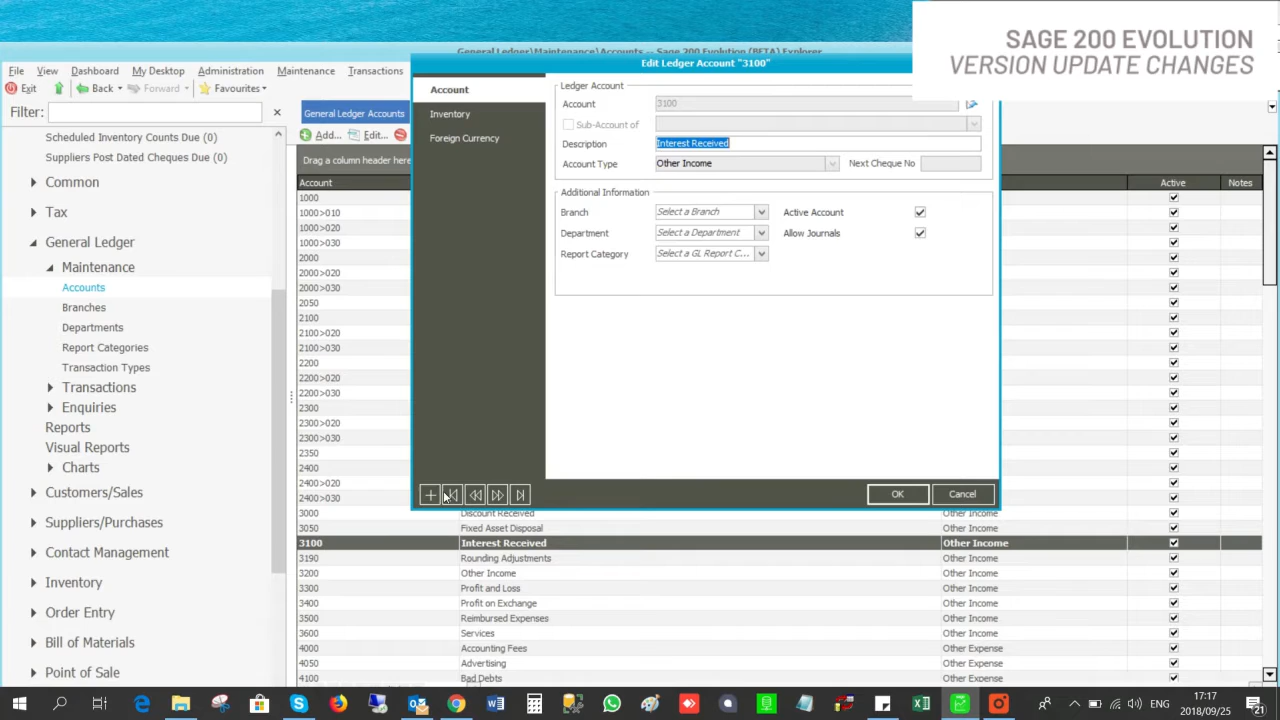 SAGE 200 EVOLUTION
VERSION UPDATE CHANGES
General Ledger\Maintenance\Accounts -- Sage 200 Evolution (BETA) Explorer
Edit Ledger Account "3100"
File View Dashboard My Desktop Administration Maintenance Transactions
Exit Back Forward Favourites
Filter:
Scheduled Inventory Counts Due (0)
Suppliers Post Dated Cheques Due (0)
Common
Tax
General Ledger
Maintenance
Accounts
Branches
Departments
Report Categories
Transaction Types
Transactions
Enquiries
Reports
Visual Reports
Charts
Customers/Sales
Suppliers/Purchases
Contact Management
Inventory
Order Entry
Bill of Materials
Point of Sale
General Ledger Accounts
Add... Edit...
Drag a column header here
Account
Inventory
Foreign Currency
Ledger Account
Account 3100
Sub-Account of
Description Interest Received
Account Type Other Income Next Cheque No
Additional Information
Branch Select a Branch Active Account
Department Select a Department Allow Journals
Report Category Select a GL Report C...
OK Cancel
Account Active Notes
1000
1000>010
1000>020
1000>030
2000
2000>020
2000>030
2050
2100
2100>020
2100>030
2200
2200>020
2200>030
2300
2300>020
2300>030
2350
2400
2400>020
2400>030
3000 Discount Received Other Income
3050 Fixed Asset Disposal Other Income
3100 Interest Received Other Income
3190 Rounding Adjustments Other Income
3200 Other Income Other Income
3300 Profit and Loss Other Income
3400 Profit on Exchange Other Income
3500 Reimbursed Expenses Other Income
3600 Services Other Income
4000 Accounting Fees Other Expense
4050 Advertising Other Expense
4100 Bad Debts Other Expense
ENG
17:17
2018/09/25
21